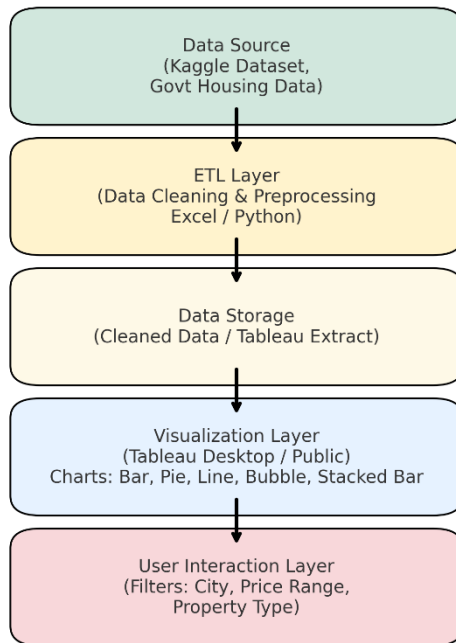 Data Source
(Kaggle Dataset,
Govt Housing Data)
ETL Layer
(Data Cleaning & Preprocessing
Excel / Python)
Data Storage
(Cleaned Data / Tableau Extract)
Visualization Layer
(Tableau Desktop / Public)
Charts: Bar, Pie, Line, Bubble, Stacked Bar
User Interaction Layer
(Filters: City, Price Range,
Property Type)